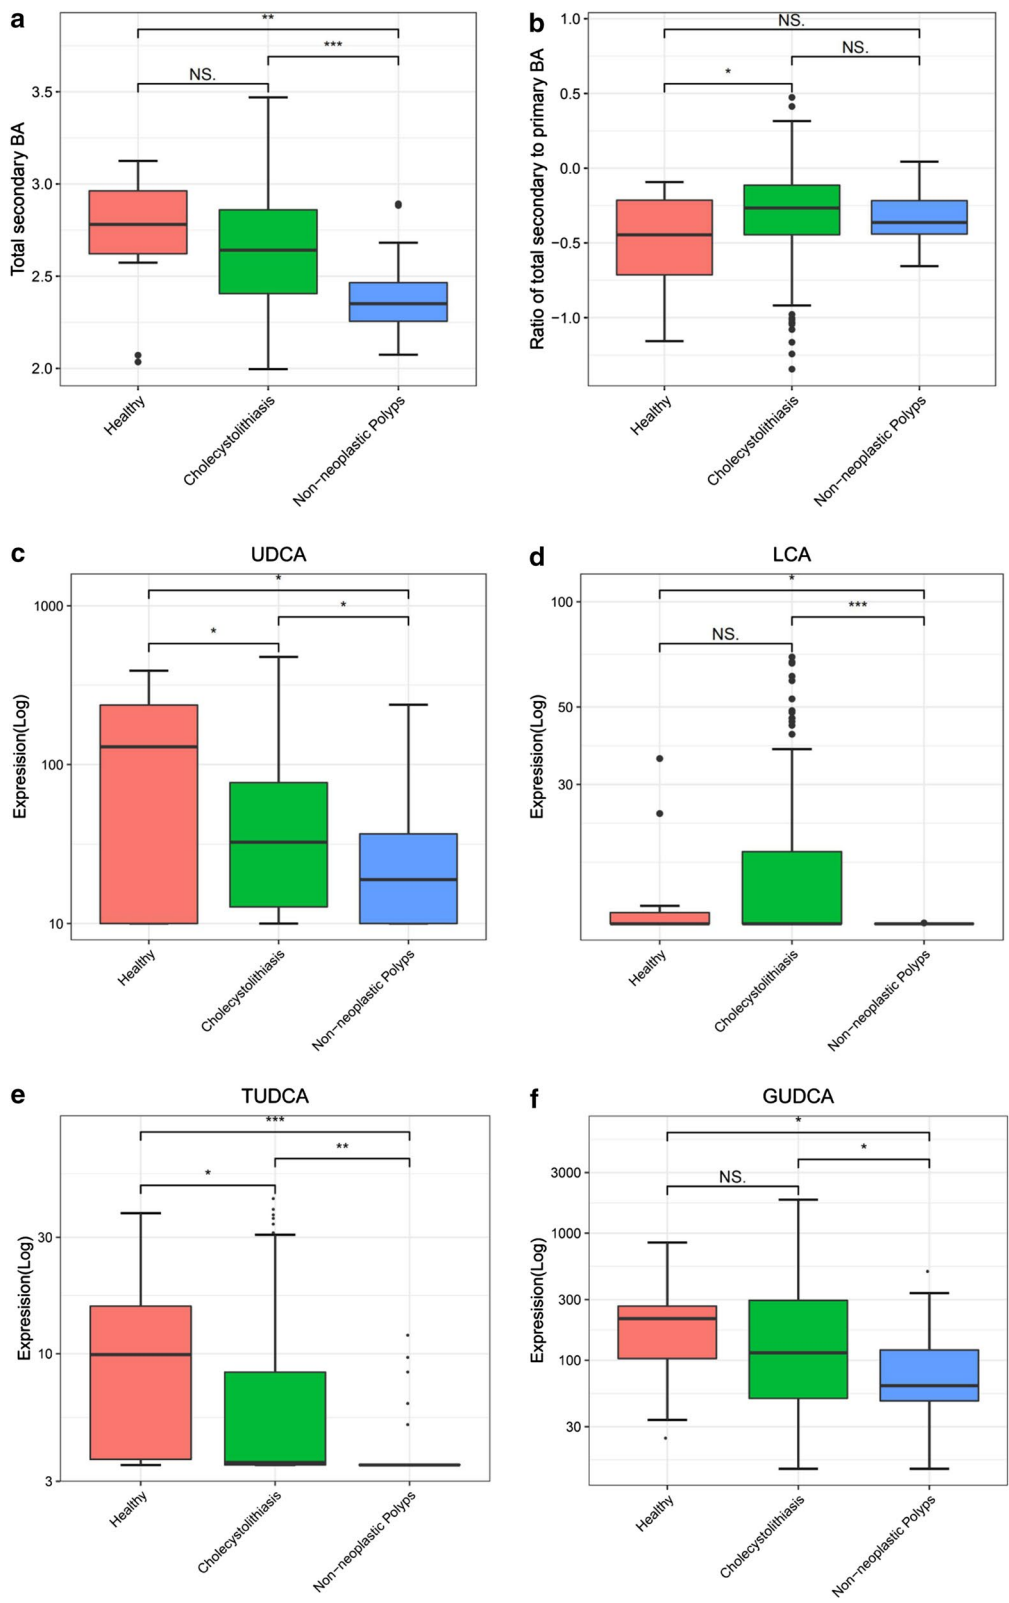 a
**
***
NS.
3.5
3.0
2.5
2.0
Total secondary BA
Healthy
Cholecystolithiasis
Non-neoplastic Polyps
b
NS.
NS.
*
1.0
0.5
0.0
−0.5
−1.0
Ratio of total secondary to primary BA
Healthy
Cholecystolithiasis
Non-neoplastic Polyps
c
UDCA
*
*
*
1000
100
10
Expresision(Log)
Healthy
Cholecystolithiasis
Non-neoplastic Polyps
d
LCA
*
***
NS.
100
50
30
Expresision(Log)
Healthy
Cholecystolithiasis
Non-neoplastic Polyps
e
TUDCA
***
**
*
30
10
3
Expresision(Log)
Healthy
Cholecystolithiasis
Non-neoplastic Polyps
f
GUDCA
*
*
NS.
3000
1000
300
100
30
Expresision(Log)
Healthy
Cholecystolithiasis
Non-neoplastic Polyps